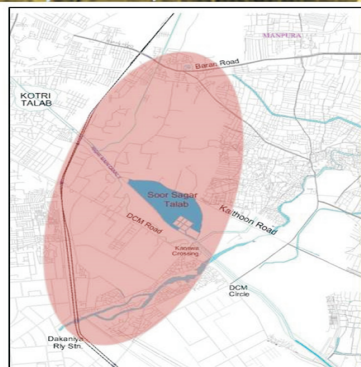 MANPURA
Baran Road
KOTRI
TALAB
Soor Sagar
Talab
DCM Road
Kaithoon Road
Kansua
Crossing
DCM
Circle
Dakaniya
Rly Stn.